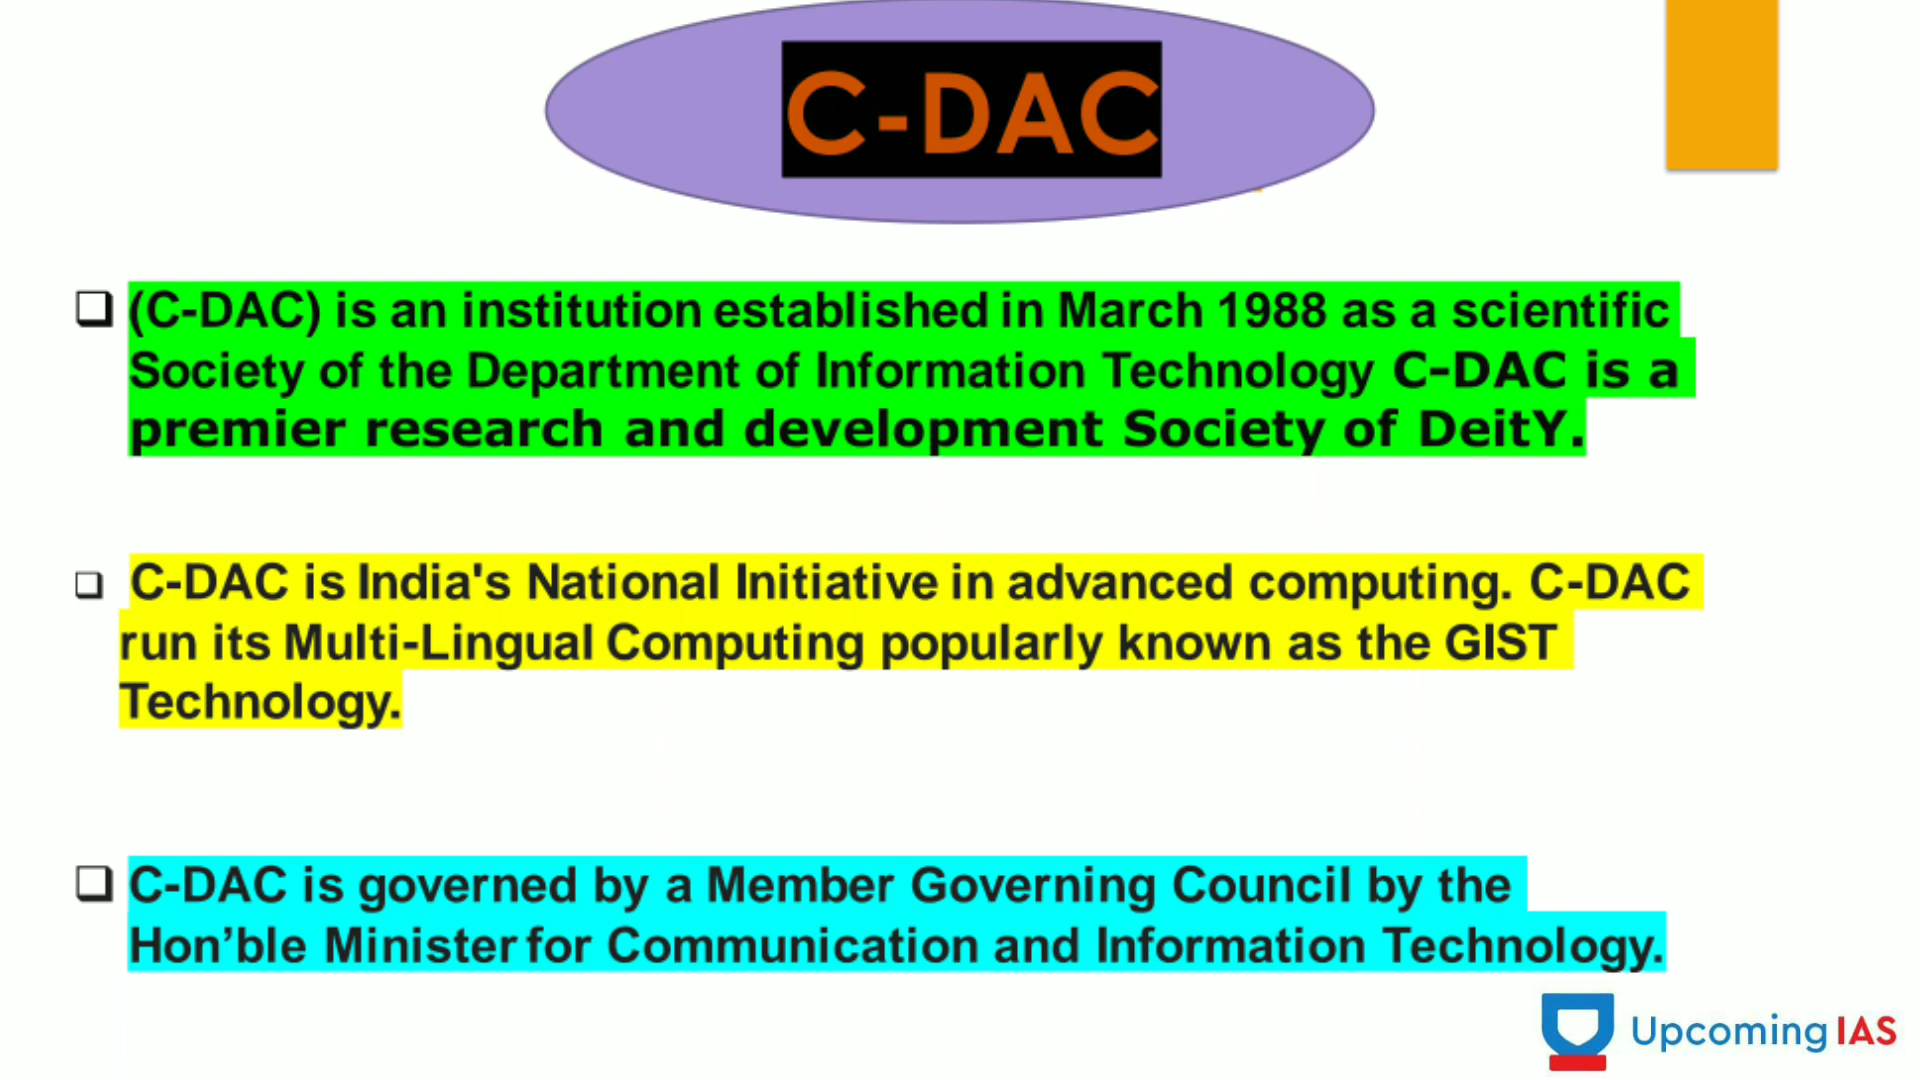 C-DAC
(C-DAC) is an institution established in March 1988 as a scientific
Society of the Department of Information Technology C-DAC is a
premier research and development Society of DeitY.
C-DAC is India's National Initiative in advanced computing. C-DAC
run its Multi-Lingual Computing popularly known as the GIST
Technology.
C-DAC is governed by a Member Governing Council by the
Hon’ble Minister for Communication and Information Technology.
Upcoming IAS